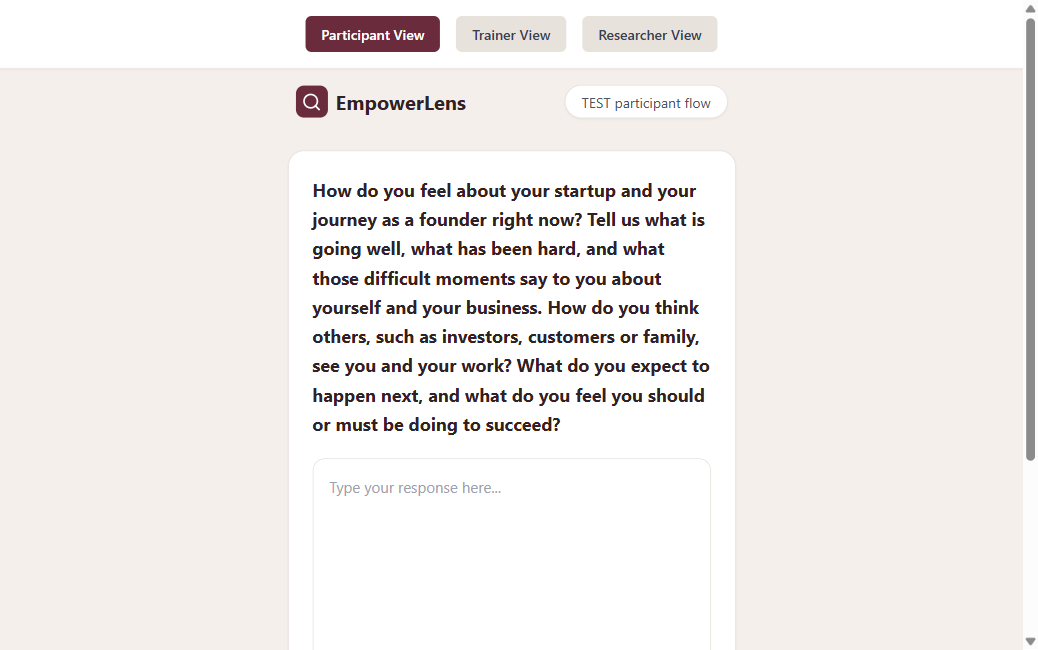 Participant View
Trainer View
Researcher View
EmpowerLens
TEST participant flow
How do you feel about your startup and your
journey as a founder right now? Tell us what is
going well, what has been hard, and what
those difficult moments say to you about
yourself and your business. How do you think
others, such as investors, customers or family,
see you and your work? What do you expect to
happen next, and what do you feel you should
or must be doing to succeed?
Type your response here...